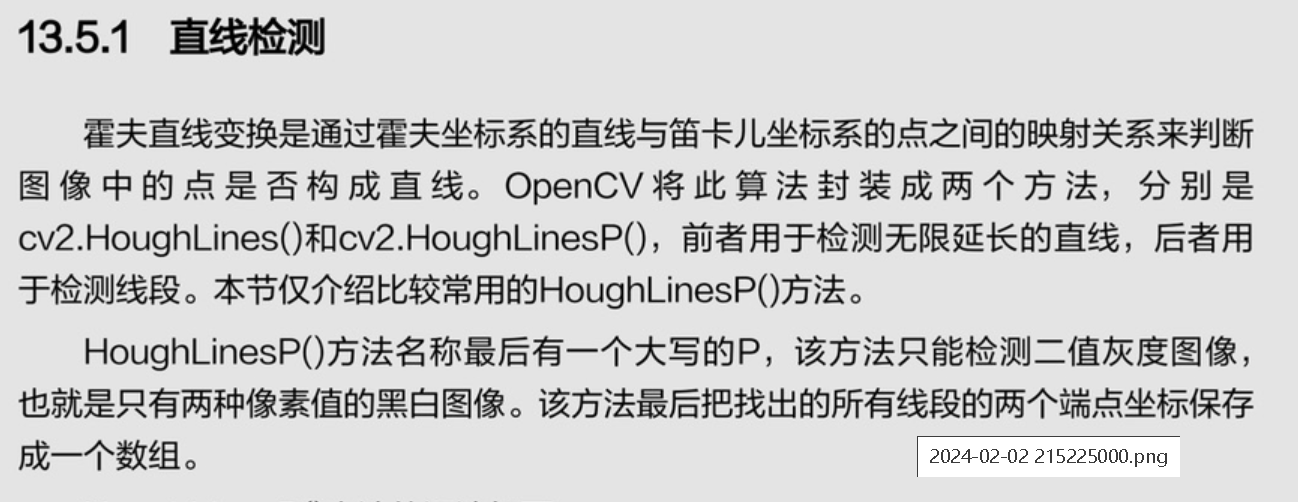 13.5.1 直线检测
霍夫直线变换是通过霍夫坐标系的直线与笛卡儿坐标系的点之间的映射关系来判断
图像中的点是否构成直线。OpenCV将此算法封装成两个方法，分别是
cv2.HoughLines()和cv2.HoughLinesP()，前者用于检测无限延长的直线，后者用
于检测线段。本节仅介绍比较常用的HoughLinesP()方法。
HoughLinesP()方法名称最后有一个大写的P，该方法只能检测二值灰度图像，
也就是只有两种像素值的黑白图像。该方法最后把找出的所有线段的两个端点坐标保存
成一个数组。
2024-02-02 215225000.png